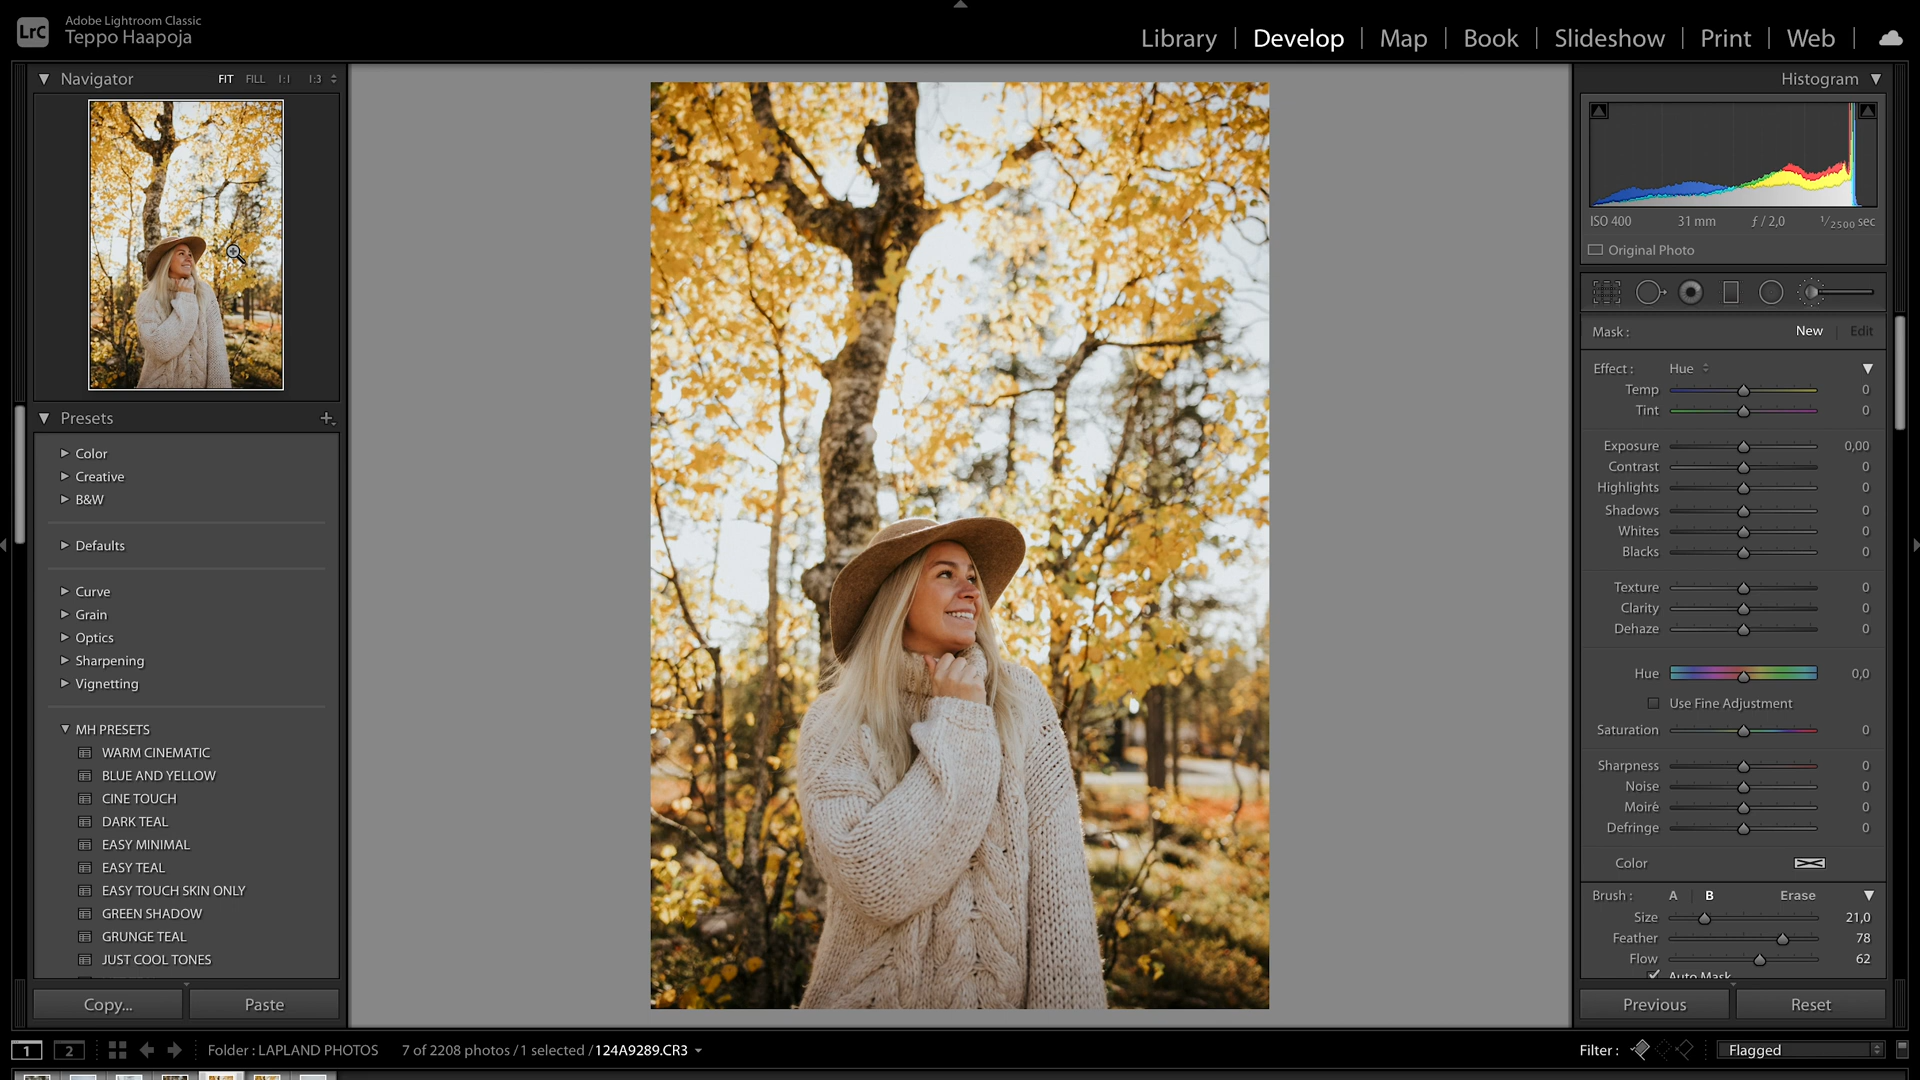 LrC
Adobe Lightroom Classic
Teppo Haapoja
Library | Develop | Map | Book | Slideshow | Print | Web
Navigator FIT FILL 1:1 1:3
Presets
Color
Creative
B&W
Defaults
Curve
Grain
Optics
Sharpening
Vignetting
MH PRESETS
WARM CINEMATIC
BLUE AND YELLOW
CINE TOUCH
DARK TEAL
EASY MINIMAL
EASY TEAL
EASY TOUCH SKIN ONLY
GREEN SHADOW
GRUNGE TEAL
JUST COOL TONES
Copy... Paste
Histogram
ISO 400 31 mm ƒ / 2,0 1/2500 sec
Original Photo
Mask : New Edit
Effect : Hue
Temp 0
Tint 0
Exposure 0,00
Contrast 0
Highlights 0
Shadows 0
Whites 0
Blacks 0
Texture 0
Clarity 0
Dehaze 0
Hue 0,0
Use Fine Adjustment
Saturation 0
Sharpness 0
Noise 0
Moiré 0
Defringe 0
Color
Brush : A B Erase
Size 21,0
Feather 78
Flow 62
Auto Mask
Previous Reset
1 2 Folder : LAPLAND PHOTOS 7 of 2208 photos / 1 selected / 124A9289.CR3 Filter : Flagged